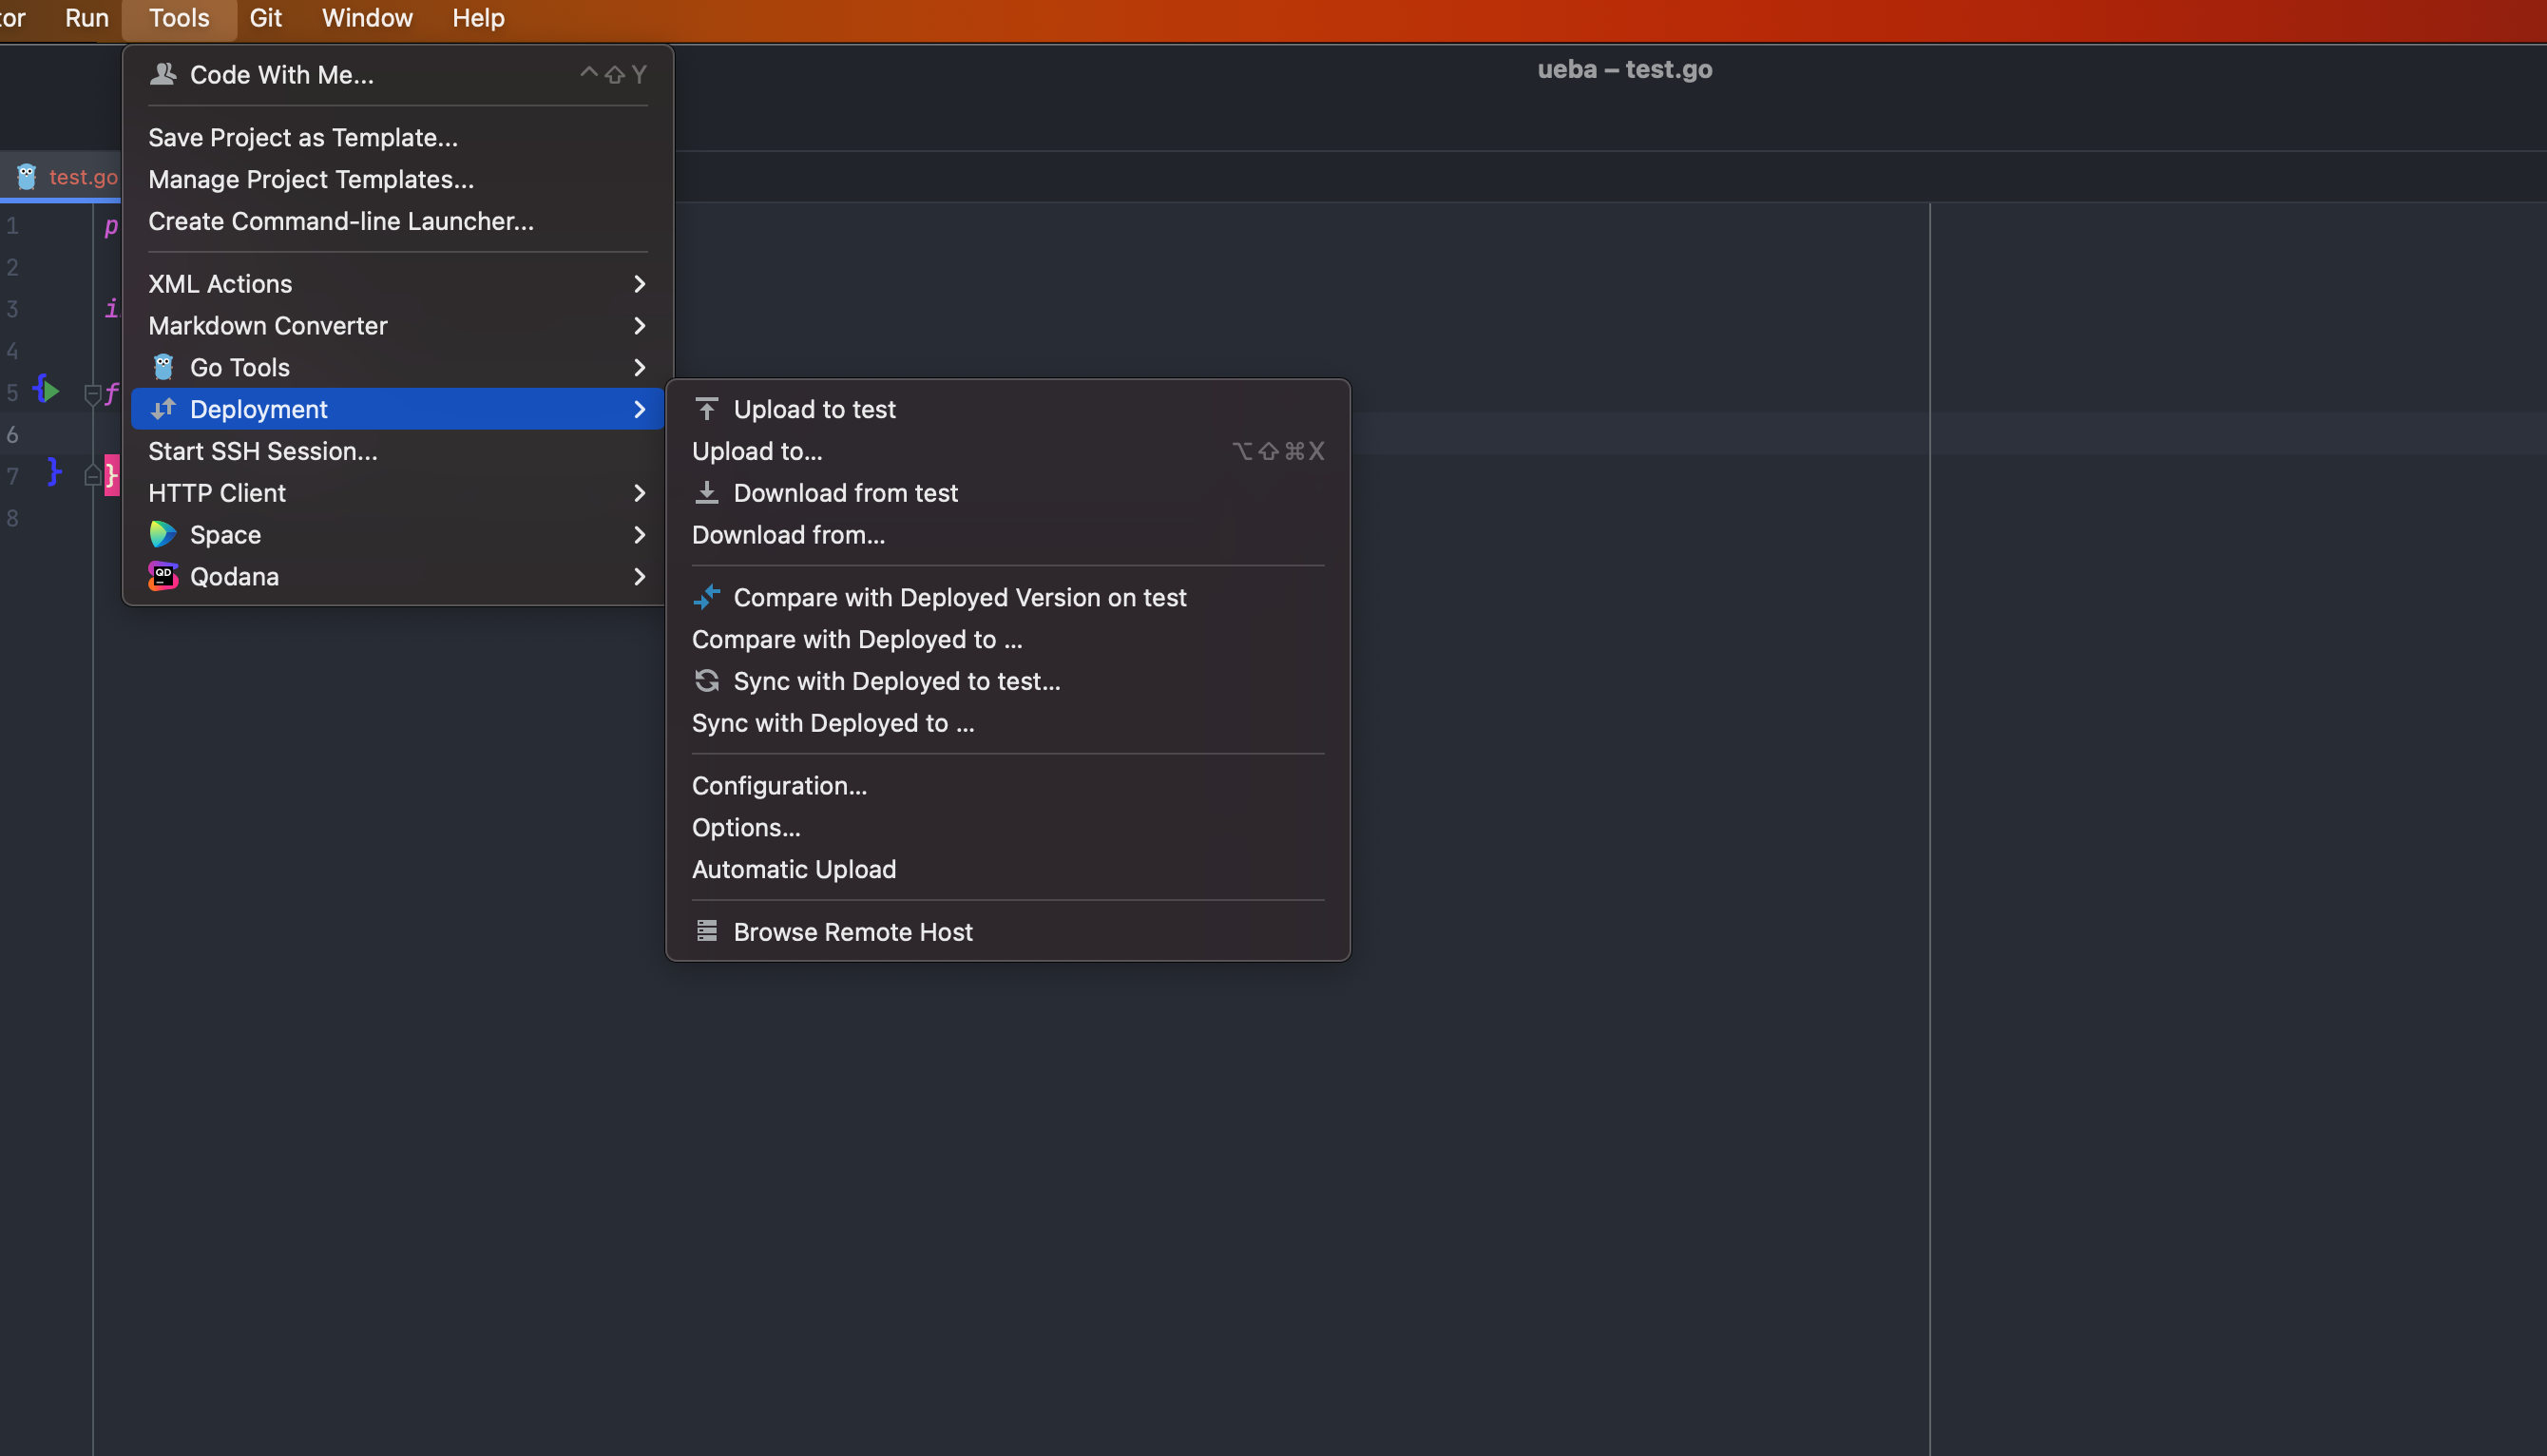 tor Run Tools Git Window Help
ueba – test.go
Code With Me... ⌃⇧Y
Save Project as Template...
Manage Project Templates...
Create Command-line Launcher...
XML Actions
Markdown Converter
Go Tools
Deployment
Start SSH Session...
HTTP Client
Space
QD Qodana
Upload to test
Upload to... ⌥⇧⌘X
Download from test
Download from...
Compare with Deployed Version on test
Compare with Deployed to ...
Sync with Deployed to test...
Sync with Deployed to ...
Configuration...
Options...
Automatic Upload
Browse Remote Host
test.go
1 p
2
3 i
4
5 { f
6
7 } }
8